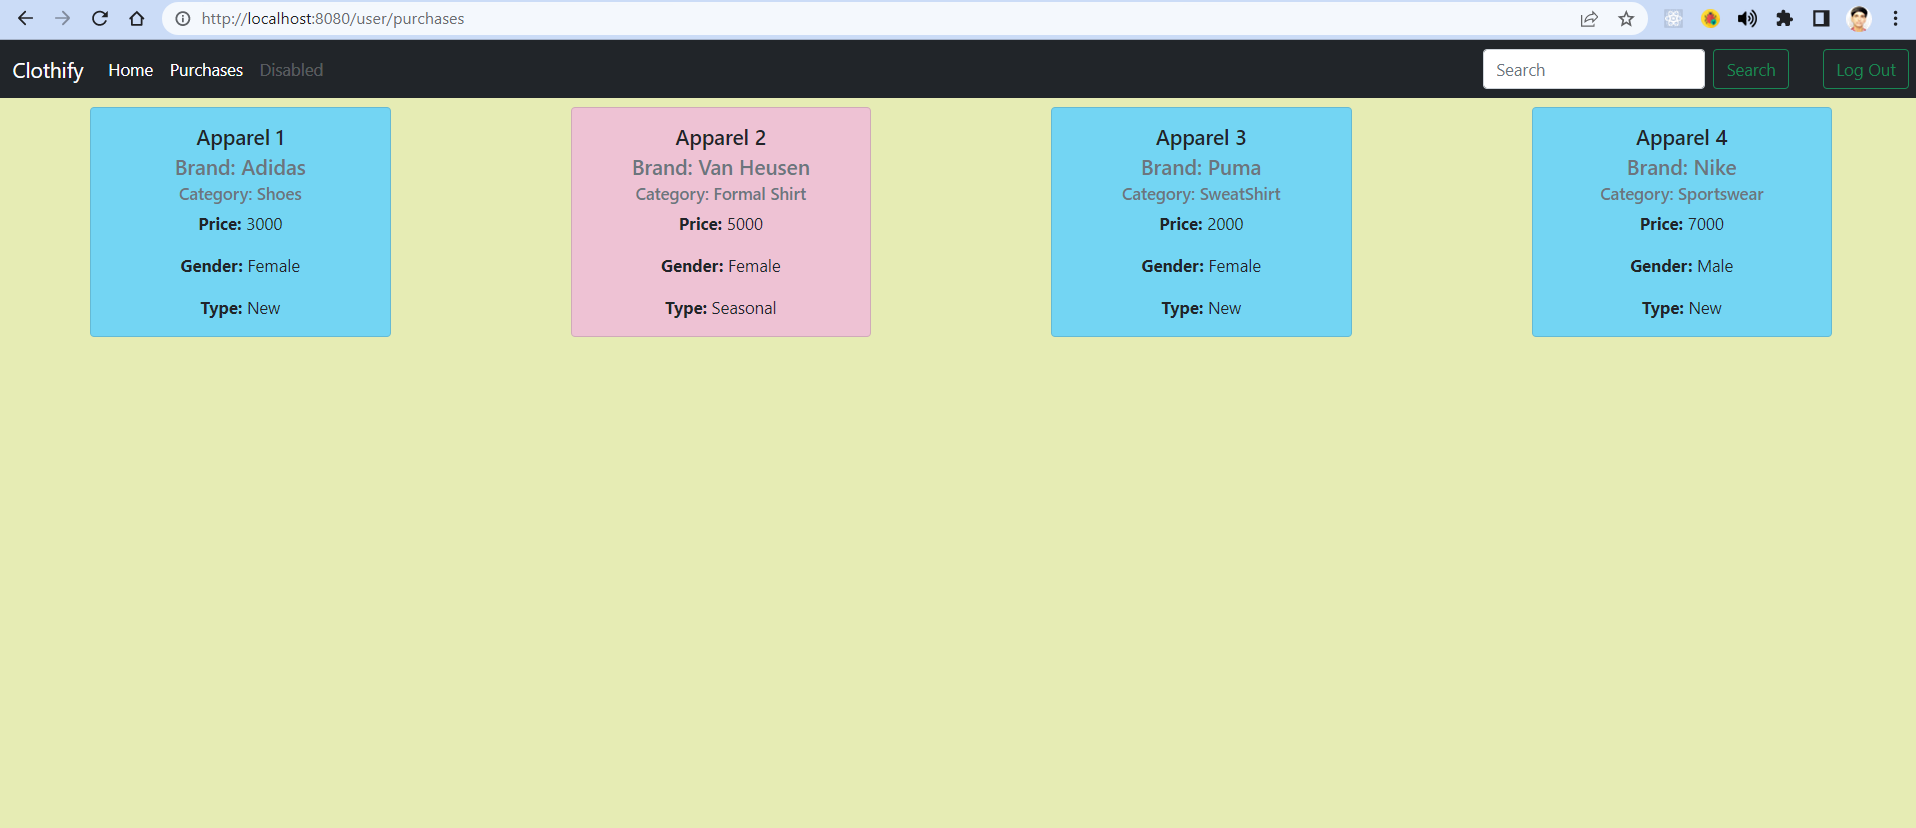 http://localhost:8080/user/purchases
Clothify Home Purchases Disabled Search Search Log Out
Apparel 1
Brand: Adidas
Category: Shoes
Price: 3000
Gender: Female
Type: New
Apparel 2
Brand: Van Heusen
Category: Formal Shirt
Price: 5000
Gender: Female
Type: Seasonal
Apparel 3
Brand: Puma
Category: SweatShirt
Price: 2000
Gender: Female
Type: New
Apparel 4
Brand: Nike
Category: Sportswear
Price: 7000
Gender: Male
Type: New